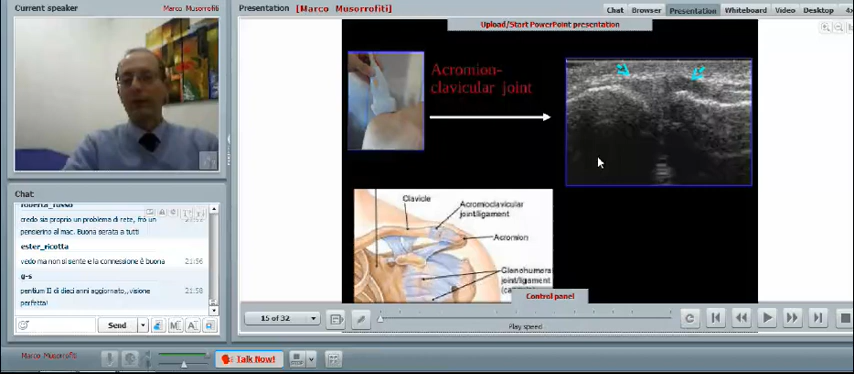 Current speaker
Marco Musorrofiti
Presentation
[Marco Musorrofiti]
Chat
Browser
Presentation
Whiteboard
Video
Desktop
4x
Upload/Start PowerPoint presentation
Acromion-
clavicular joint
Clavicle
Acromioclavicular
joint/ligament
Acromion
Glenohumeral
joint/ligament
Control panel
Chat
credo sia proprio un problema di rete, fro un
pensierino al mac. Buona serata a tutti
ester_ricotta
vedo ma non si sente e la connessione è buona
21:56
g-s
pentium II di dieci anni aggiornato,,visione
21:58
perfetta!
Send
15 of 32
Play speed
Marco Musorrofiti
Talk Now!